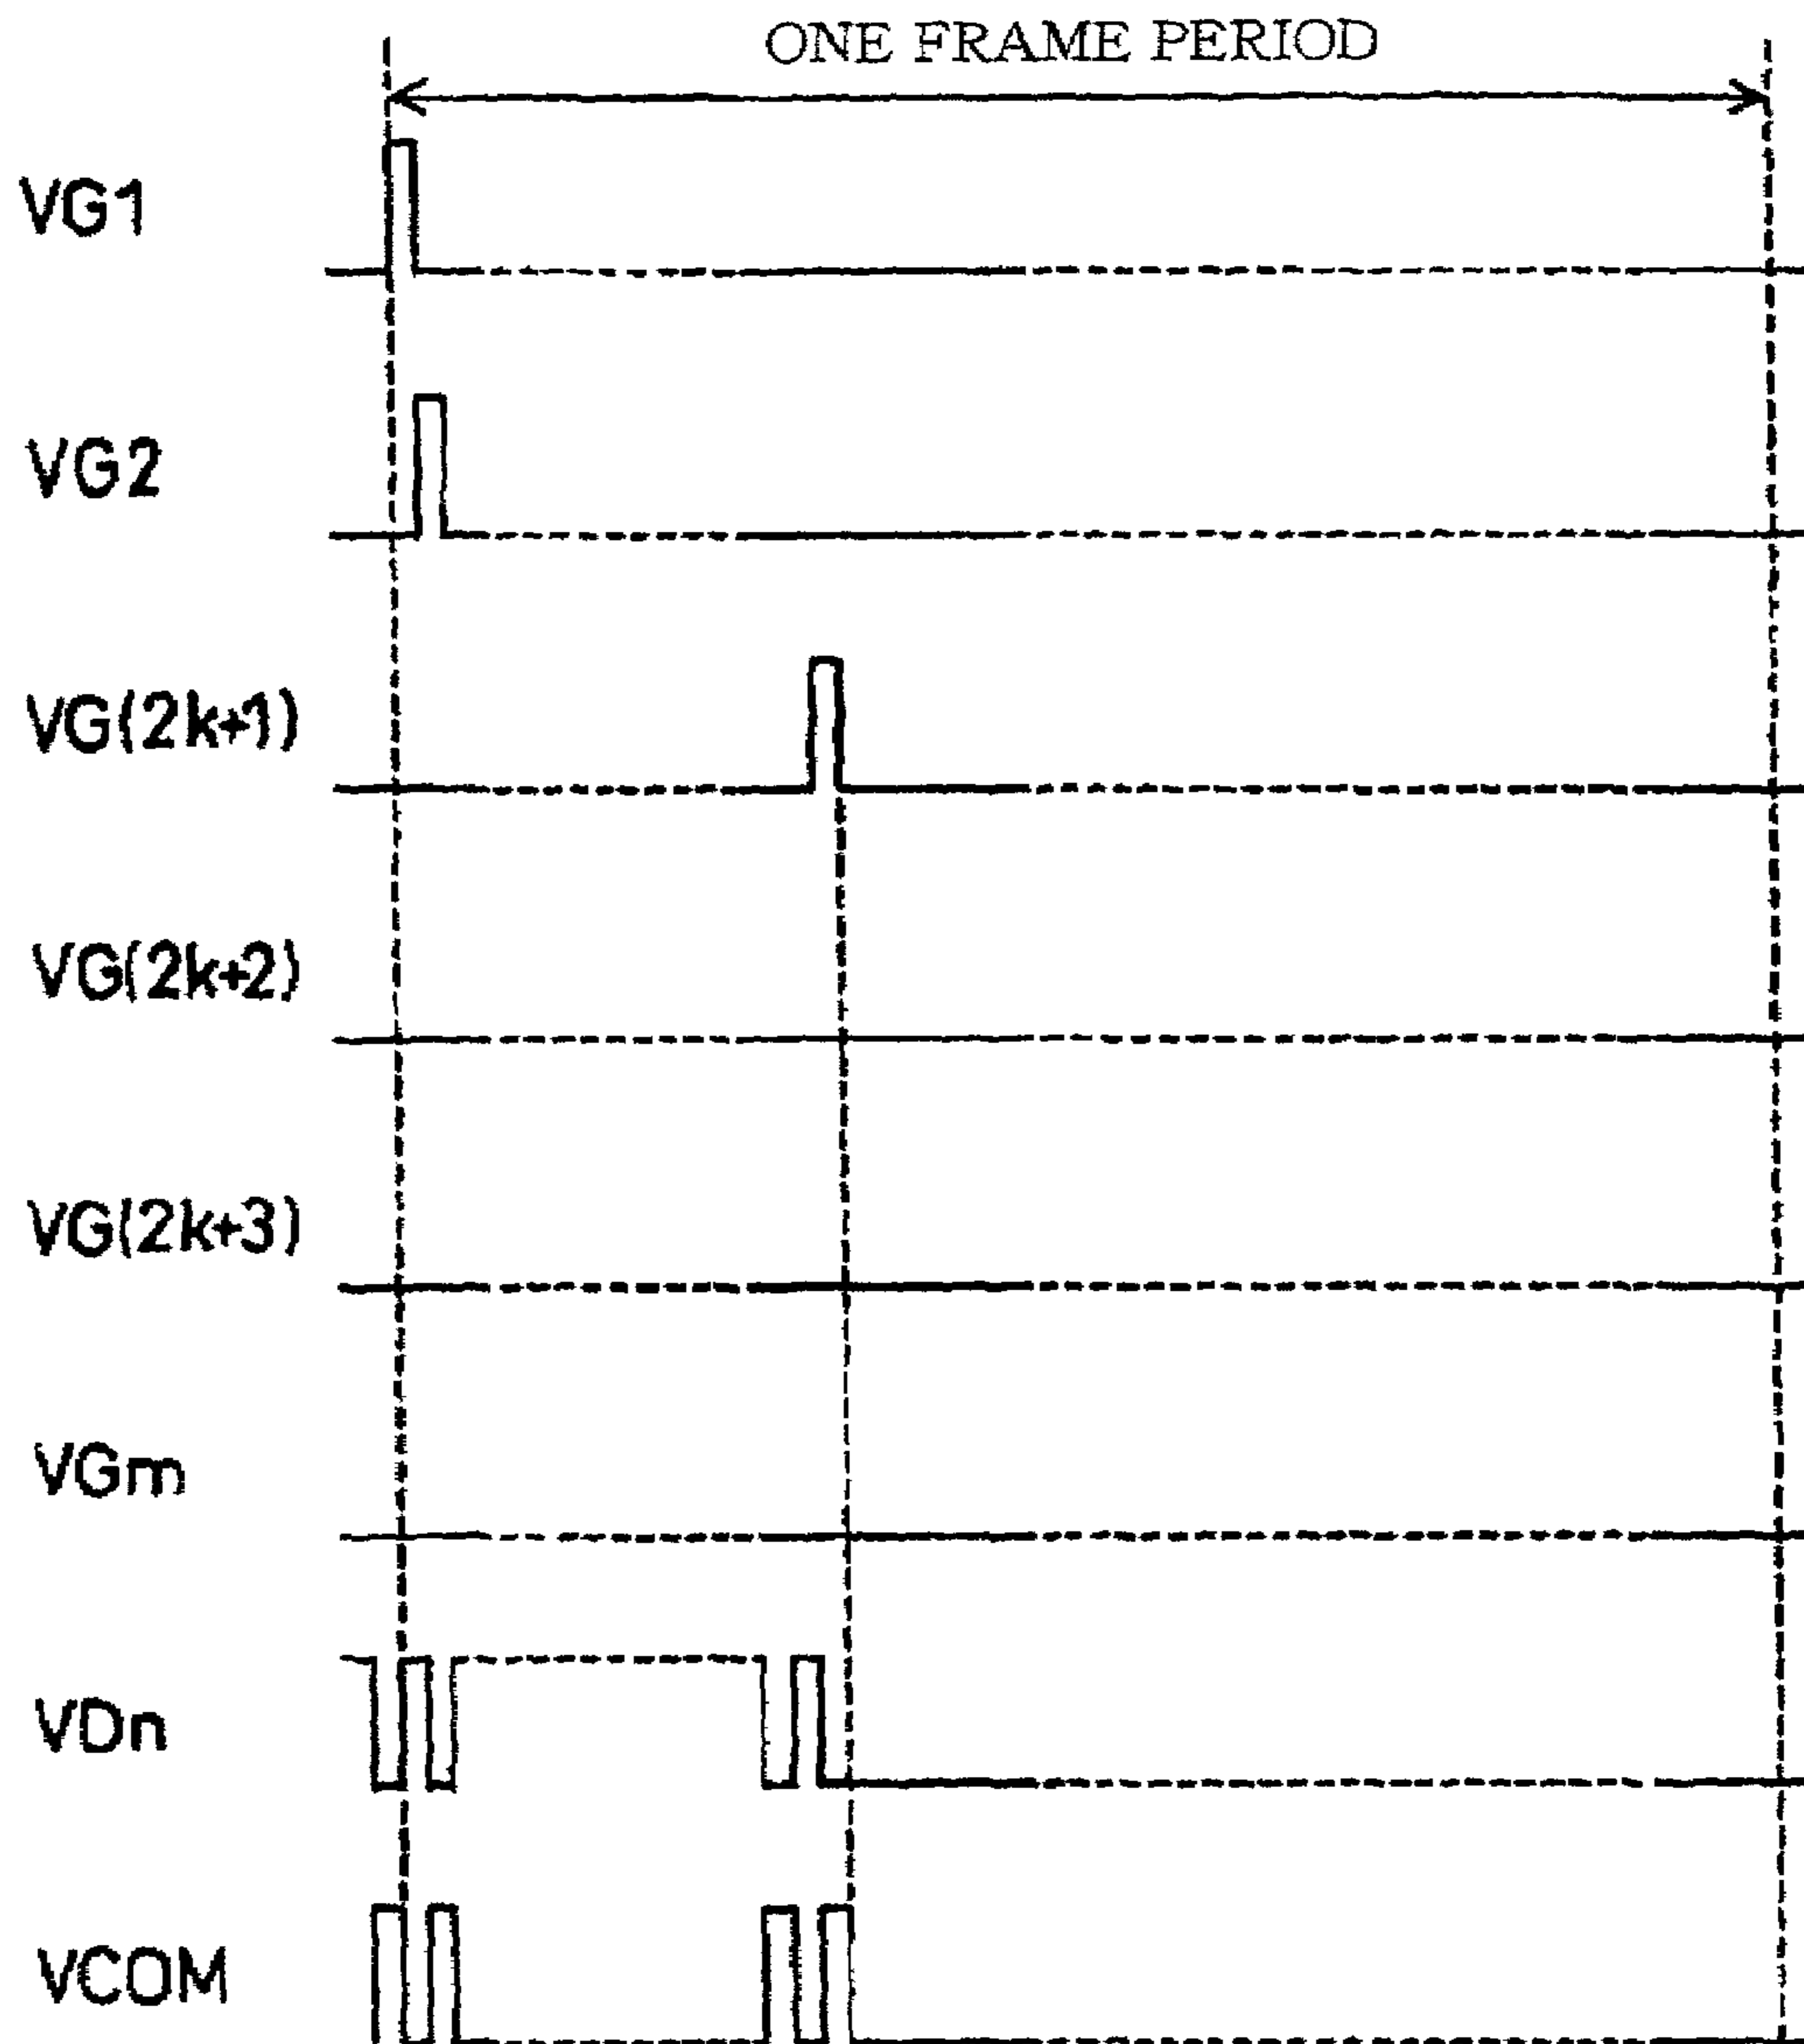 ONE FRAME PERIOD
VG1
VG2
VG(2k+1)
VG(2k+2)
VG(2k+3)
VGm
VDn
VCOM